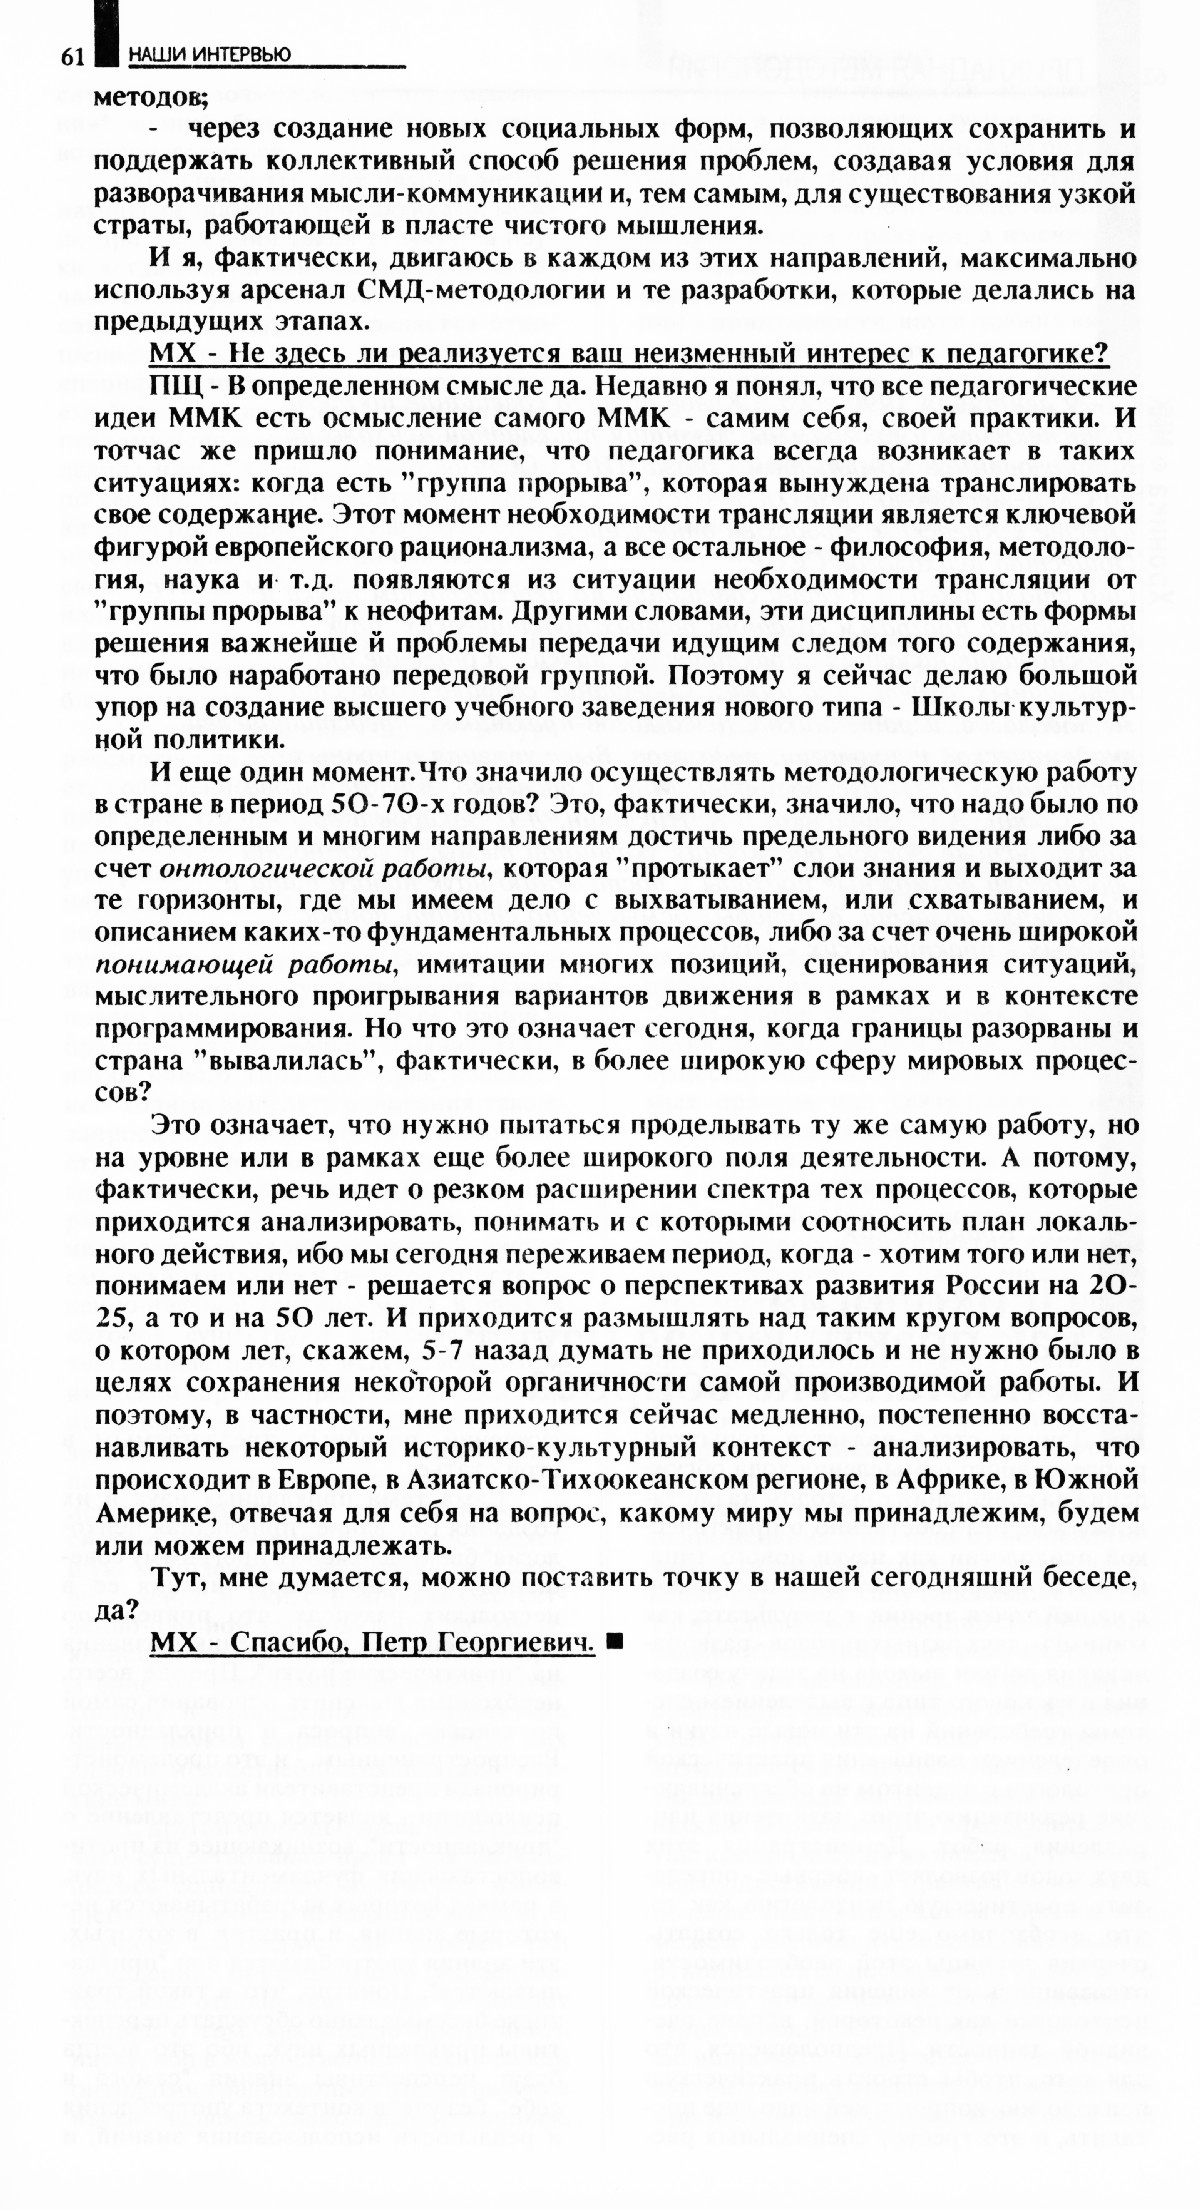 61 НАШИ ИНТЕРВЬЮ
методов;
- через создание новых социальных форм, позволяющих сохранить и
поддержать коллективный способ решения проблем, создавая условия для
разворачивания мысли-коммуникации и, тем самым, для существования узкой
страты, работающей в пласте чистого мышления.
И я, фактически, двигаюсь в каждом из этих направлений, максимально
используя арсенал СМД-методологии и те разработки, которые делались на
предыдущих этапах.
МХ - Не здесь ли реализуется ваш неизменный интерес к педагогике?
ПЩ - В определенном смысле да. Недавно я понял, что все педагогические
идеи ММК есть осмысление самого ММК - самим себя, своей практики. И
тотчас же пришло понимание, что педагогика всегда возникает в таких
ситуациях: когда есть "группа прорыва", которая вынуждена транслировать
свое содержание. Этот момент необходимости трансляции является ключевой
фигурой европейского рационализма, а все остальное - философия, методоло-
гия, наука и т.д. появляются из ситуации необходимости трансляции от
"группы прорыва" к неофитам. Другими словами, эти дисциплины есть формы
решения важнейше й проблемы передачи идущим следом того содержания,
что было наработано передовой группой. Поэтому я сейчас делаю большой
упор на создание высшего учебного заведения нового типа - Школы культур-
ной политики.
И еще один момент.Что значило осуществлять методологическую работу
в стране в период 5О-7О-х годов? Это, фактически, значило, что надо было по
определенным и многим направлениям достичь предельного видения либо за
счет онтологической работы, которая "протыкает" слои знания и выходит за
те горизонты, где мы имеем дело с выхватыванием, или схватыванием, и
описанием каких-то фундаментальных процессов, либо за счет очень широкой
понимающей работы, имитации многих позиций, сценирования ситуаций,
мыслительного проигрывания вариантов движения в рамках и в контексте
программирования. Но что это означает сегодня, когда границы разорваны и
страна "вывалилась", фактически, в более широкую сферу мировых процес-
сов?
Это означает, что нужно пытаться проделывать ту же самую работу, но
на уровне или в рамках еще более широкого поля деятельности. А потому,
фактически, речь идет о резком расширении спектра тех процессов, которые
приходится анализировать, понимать и с которыми соотносить план локаль-
ного действия, ибо мы сегодня переживаем период, когда - хотим того или нет,
понимаем или нет - решается вопрос о перспективах развития России на 2О-
25, а то и на 5О лет. И приходится размышлять над таким кругом вопросов,
о котором лет, скажем, 5-7 назад думать не приходилось и не нужно было в
целях сохранения некоторой органичности самой производимой работы. И
поэтому, в частности, мне приходится сейчас медленно, постепенно восста-
навливать некоторый историко-культурный контекст - анализировать, что
происходит в Европе, в Азиатско-Тихоокеанском регионе, в Африке, в Южной
Америке, отвечая для себя на вопрос, какому миру мы принадлежим, будем
или можем принадлежать.
Тут, мне думается, можно поставить точку в нашей сегодняшнй беседе,
да?
МХ - Спасибо, Петр Георгиевич. ■